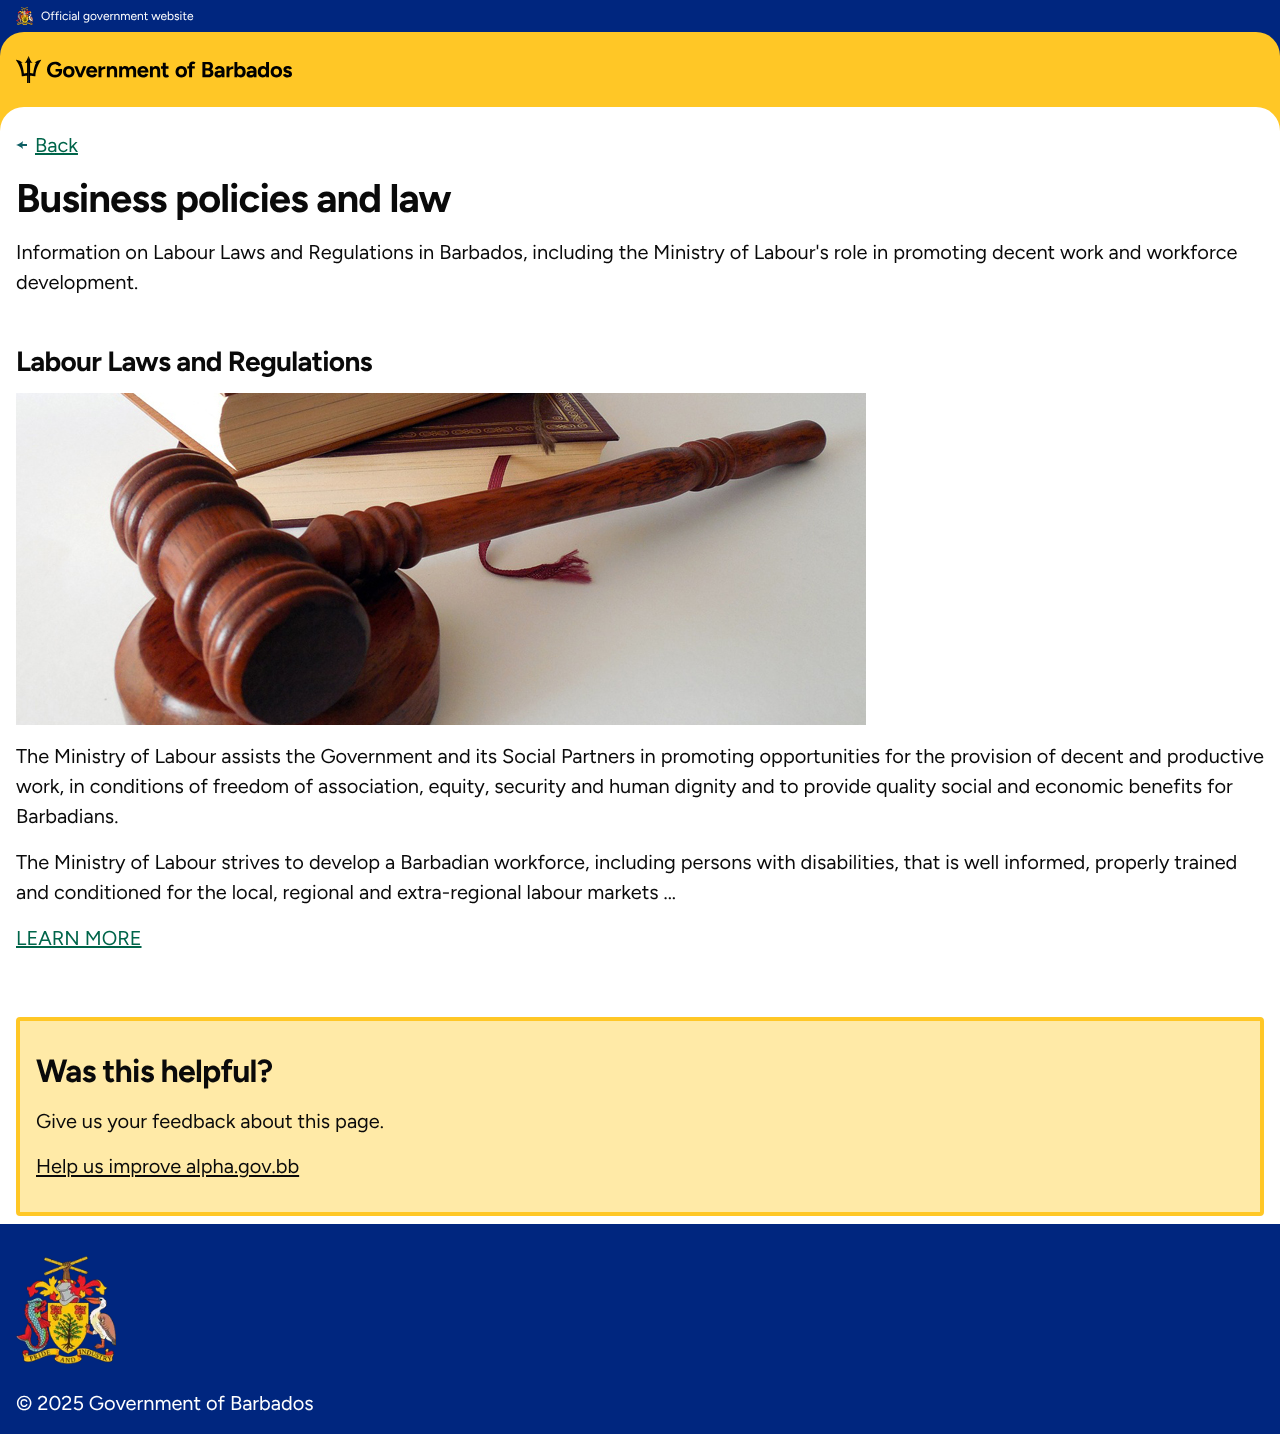 Official government website
Government of Barbados
Back
Business policies and law
Information on Labour Laws and Regulations in Barbados, including the Ministry of Labour's role in promoting decent work and workforce
development.
Labour Laws and Regulations
The Ministry of Labour assists the Government and its Social Partners in promoting opportunities for the provision of decent and productive
work, in conditions of freedom of association, equity, security and human dignity and to provide quality social and economic benefits for
Barbadians.
The Ministry of Labour strives to develop a Barbadian workforce, including persons with disabilities, that is well informed, properly trained
and conditioned for the local, regional and extra-regional labour markets ...
LEARN MORE
Was this helpful?
Give us your feedback about this page.
Help us improve alpha.gov.bb
PRIDE AND INDUSTRY
© 2025 Government of Barbados